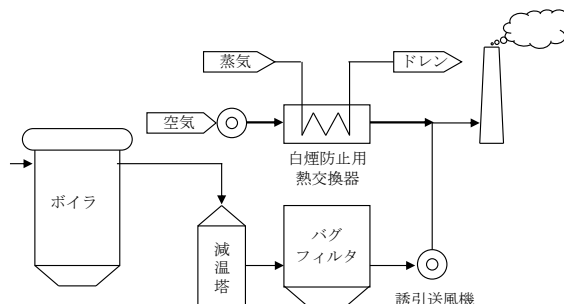 蒸気
ドレン
空気
白煙防止用
熱交換器
ボイラ
減温塔
バグ
フィルタ
誘引送風機